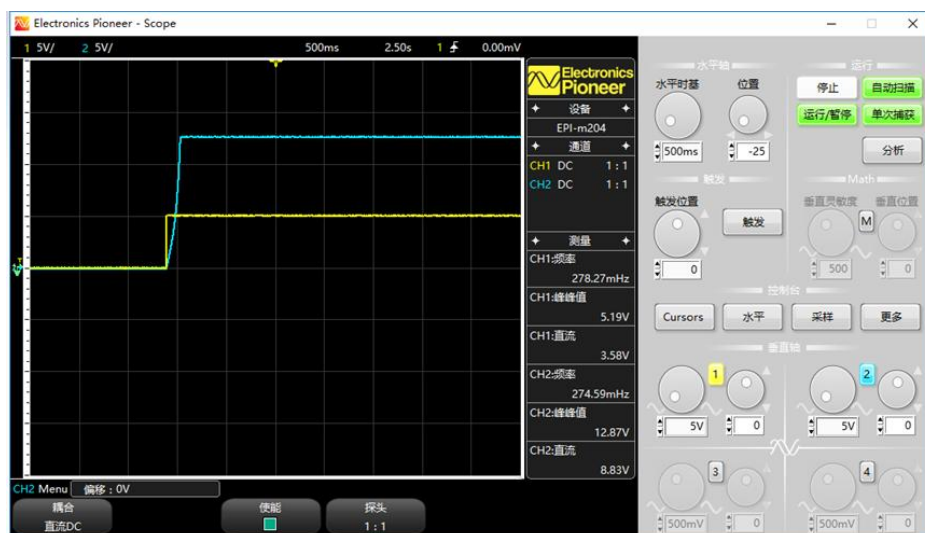 Electronics Pioneer - Scope
1 5V/ 2 5V/ 500ms 2.50s 1 0.00mV
Electronics
Pioneer
设备
EPI-m204
通道
CH1 DC 1 : 1
CH2 DC 1 : 1
测量
CH1:频率
278.27mHz
CH1:峰峰值
5.19V
CH1:直流
3.58V
CH2:频率
274.59mHz
CH2:峰峰值
12.87V
CH2:直流
8.83V
CH2 Menu 偏移：0V
耦合
直流DC
使能
探头
1 : 1
水平轴
水平时基 位置
500ms -25
运行
停止 自动扫描
运行/暂停 单次捕获
分析
触发
触发位置
触发
0
Math
垂直灵敏度 垂直位置
M
500 0
控制台
Cursors 水平 采样 更多
垂直轴
1 2
5V 0 5V 0
3 4
500mV 0 500mV 0